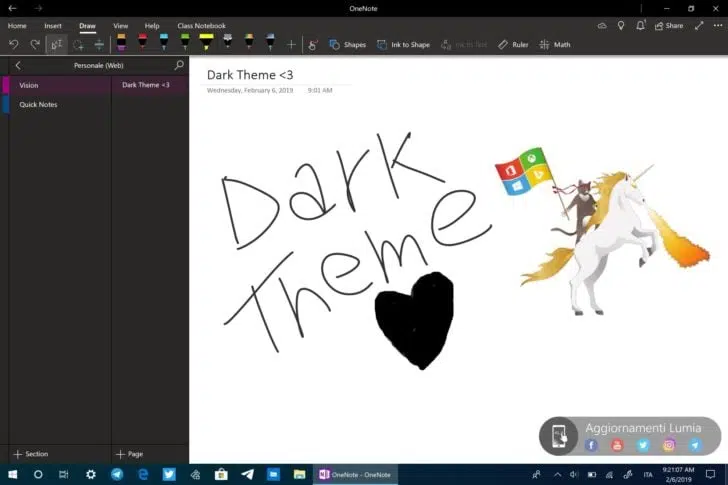 OneNote
Home Insert Draw View Help Class Notebook
Share
Shapes Ink to Shape Ink to Text Ruler Math
Personale (Web)
Vision
Quick Notes
Dark Theme <3
Dark Theme <3
Wednesday, February 6, 2019 9:01 AM
Dark
Theme
Aggiornamenti Lumia
+ Section
+ Page
OneNote - OneNote
ITA
9:21:07 AM
2/6/2019